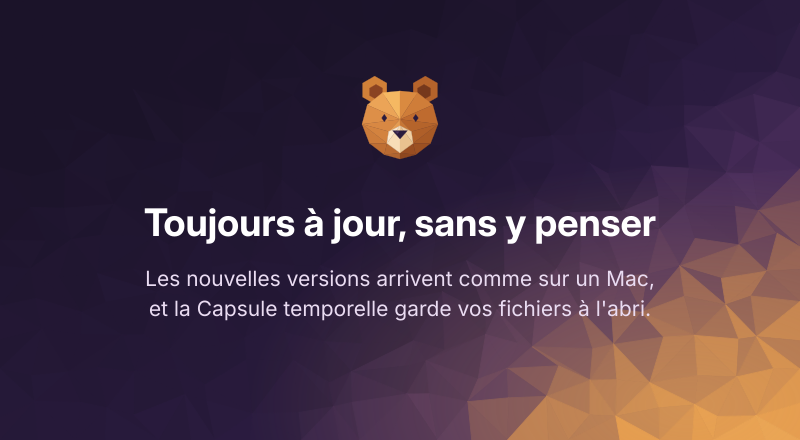 Toujours à jour, sans y penser
Les nouvelles versions arrivent comme sur un Mac,
et la Capsule temporelle garde vos fichiers à l'abri.